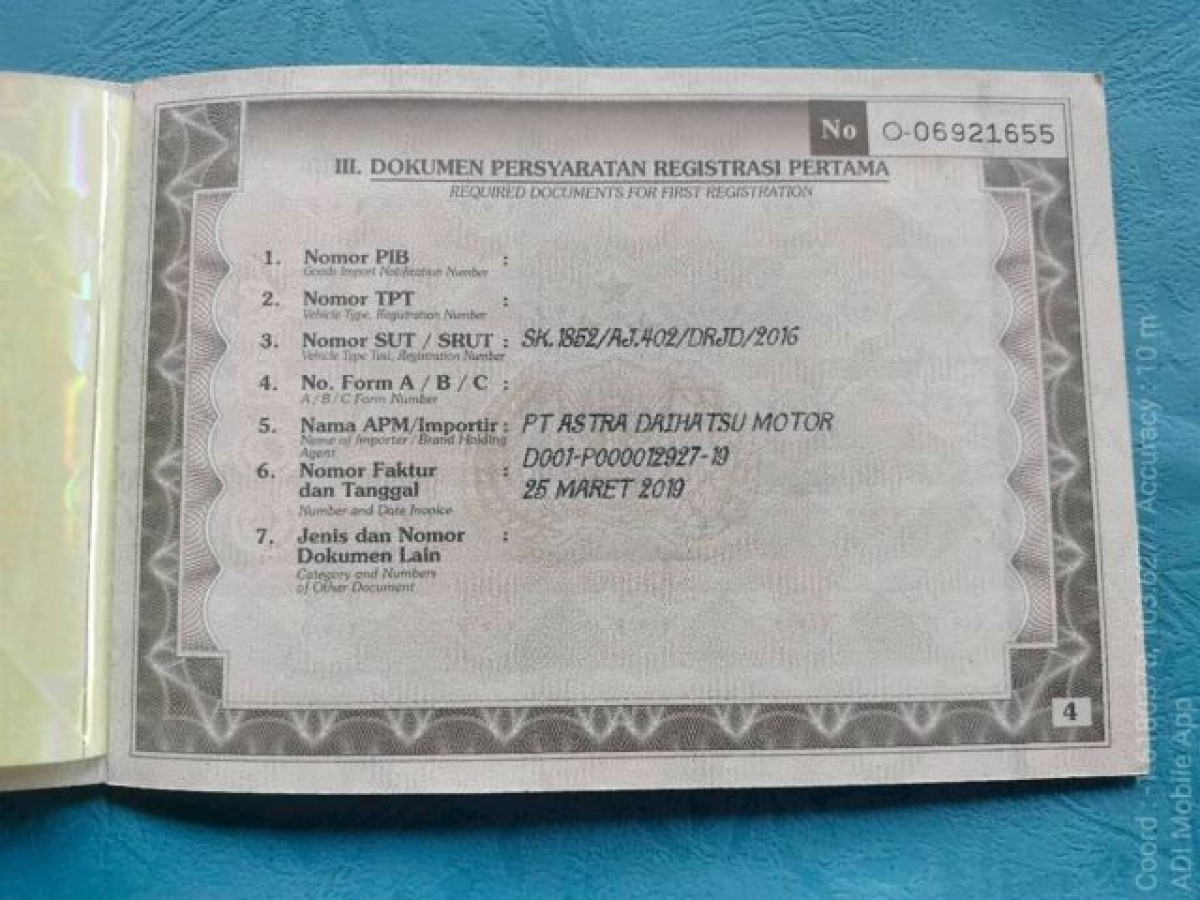 No O-06921655
III. DOKUMEN PERSYARATAN REGISTRASI PERTAMA
REQUIRED DOCUMENTS FOR FIRST REGISTRATION
1. Nomor PIB :
Goods Import Notification Number
2. Nomor TPT :
Vehicle Type, Registration Number
3. Nomor SUT / SRUT : SK.1852/AJ.402/DRJD/2016
Vehicle Type Test, Registration Number
4. No. Form A / B / C :
A / B / C Form Number
5. Nama APM/Importir : PT ASTRA DAIHATSU MOTOR
Name of Importer / Brand Holding
Agent
6. Nomor Faktur : D001-P000012927-19
dan Tanggal 25 MARET 2019
Number and Date Invoice
7. Jenis dan Nomor :
Dokumen Lain
Category and Numbers
of Other Document
4
Accuracy : 10 m
ADI Mobile App